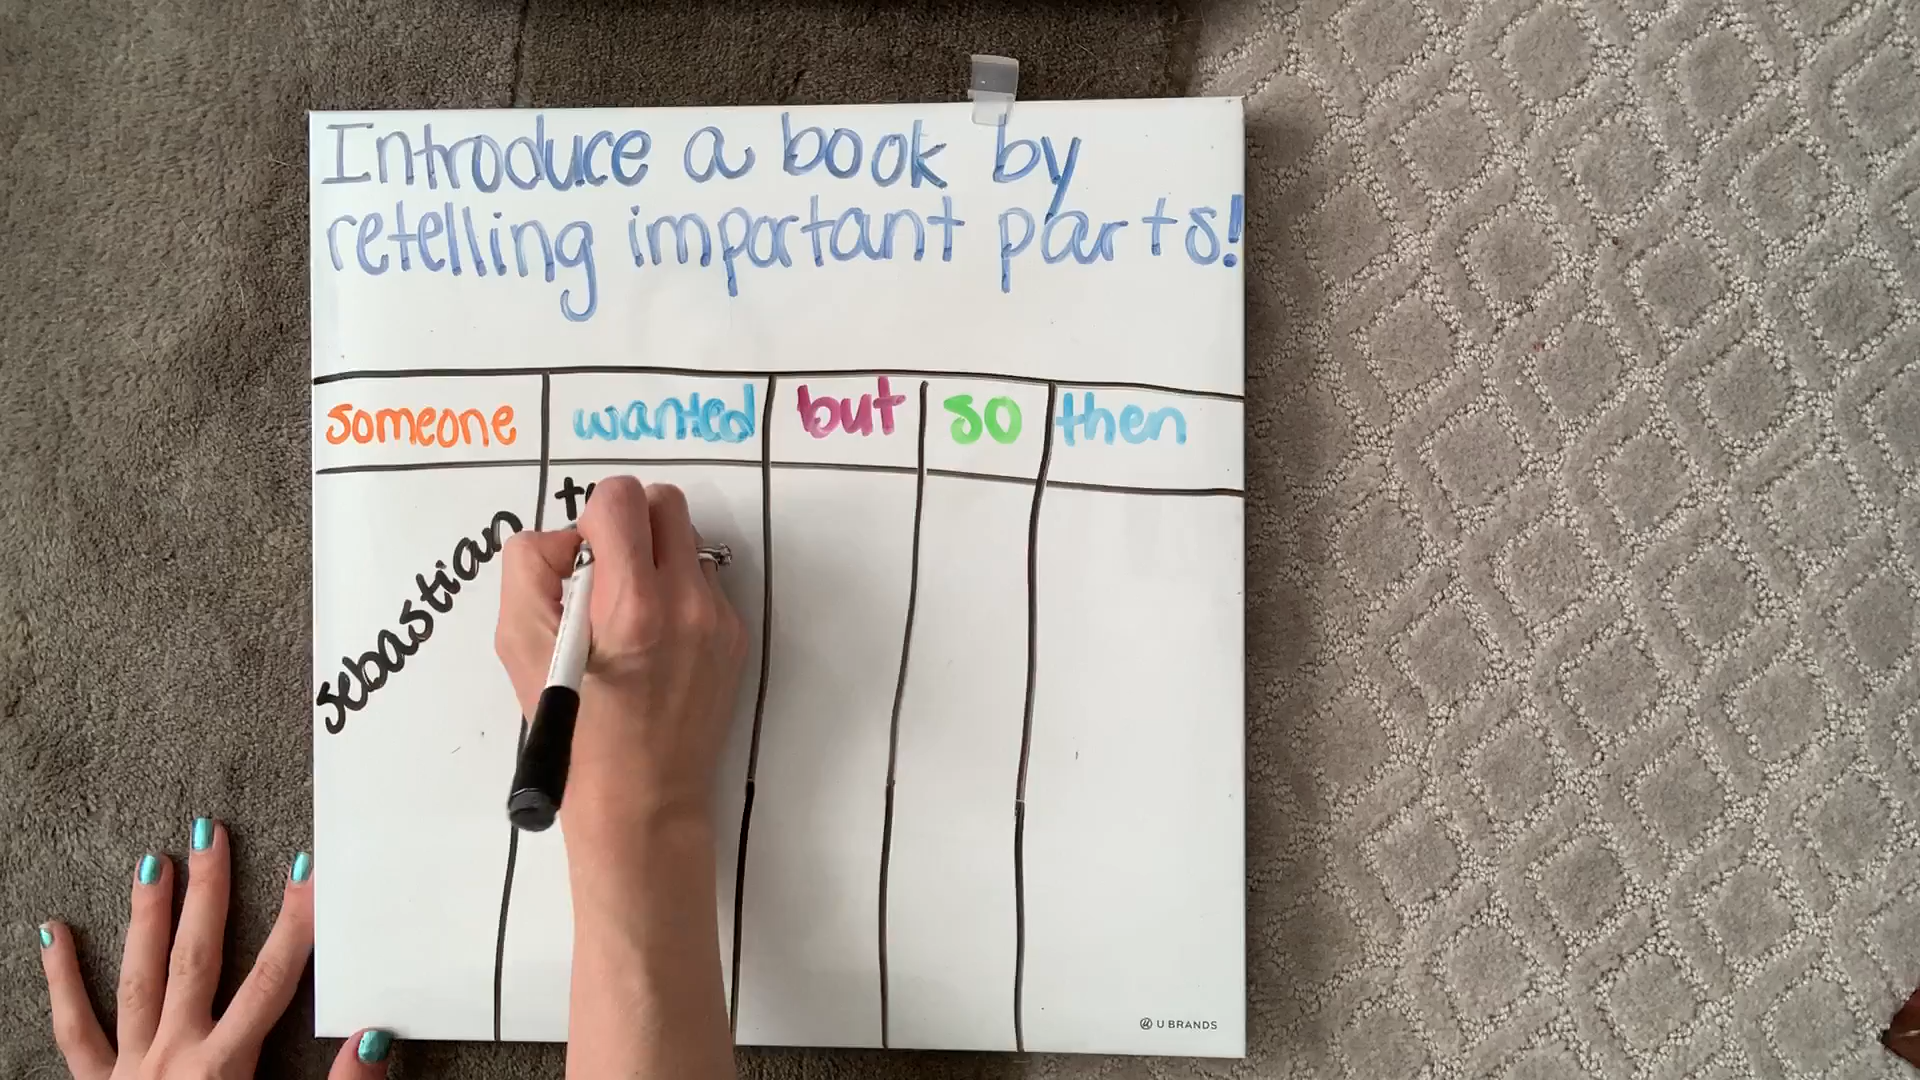 Introduce a book by
retelling important parts!
someone wanted but so then
sebastian
U BRANDS